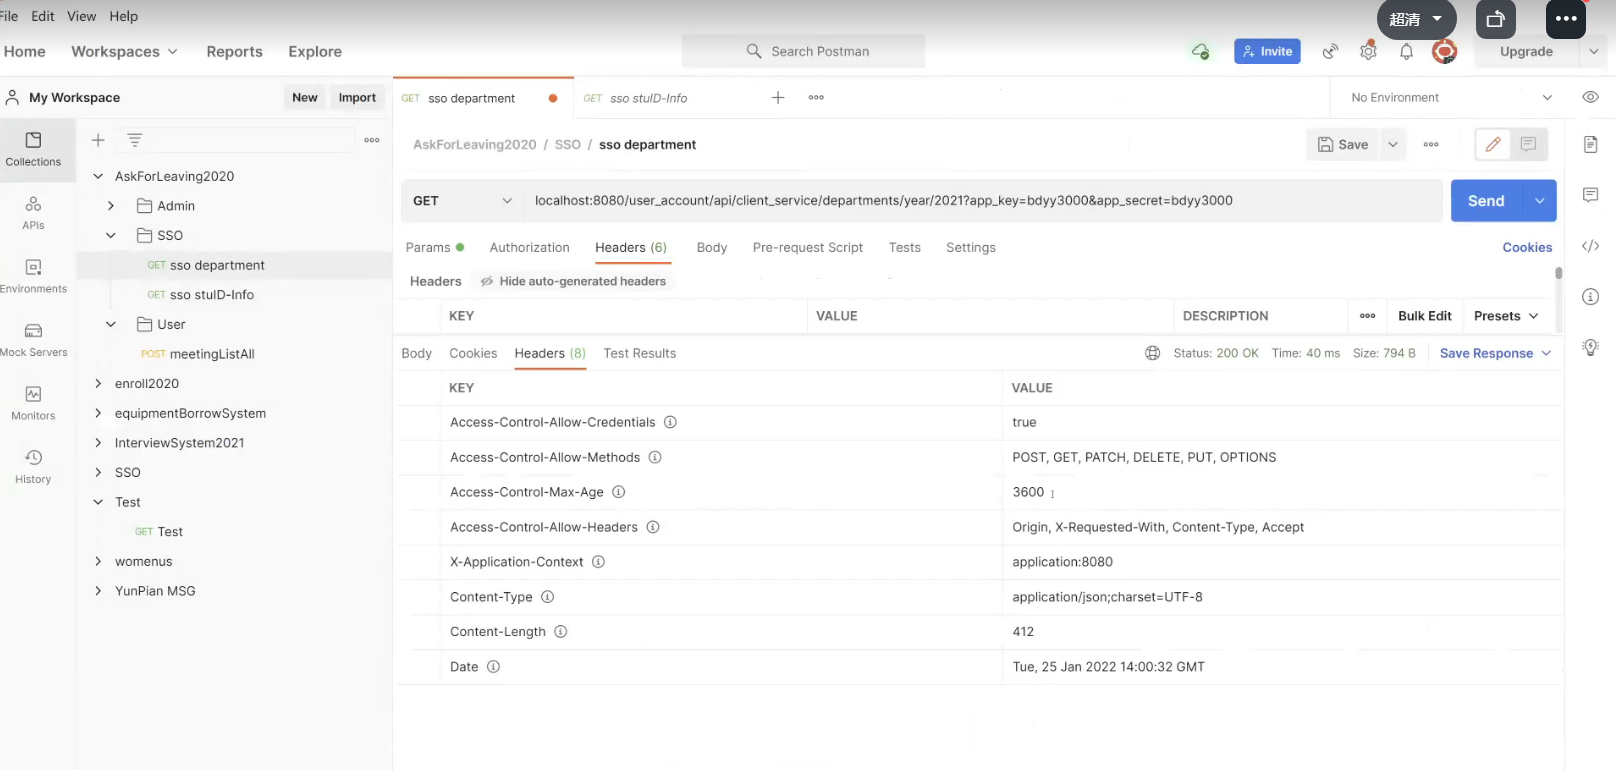 File Edit View Help
超清
Home Workspaces Reports Explore
Search Postman
Invite
Upgrade
My Workspace
New Import
GET sso department
GET sso stuID-Info
No Environment
Collections
APIs
Environments
Mock Servers
Monitors
History
AskForLeaving2020
Admin
SSO
GET sso department
GET sso stuID-Info
User
POST meetingListAll
enroll2020
equipmentBorrowSystem
InterviewSystem2021
SSO
Test
GET Test
womenus
YunPian MSG
AskForLeaving2020 / SSO / sso department
Save
GET localhost:8080/user_account/api/client_service/departments/year/2021?app_key=bdyy3000&app_secret=bdyy3000
Send
Params Authorization Headers (6) Body Pre-request Script Tests Settings
Cookies
Headers Hide auto-generated headers
KEY VALUE DESCRIPTION Bulk Edit Presets
Body Cookies Headers (8) Test Results
Status: 200 OK Time: 40 ms Size: 794 B Save Response
KEY VALUE
Access-Control-Allow-Credentials true
Access-Control-Allow-Methods POST, GET, PATCH, DELETE, PUT, OPTIONS
Access-Control-Max-Age 3600
Access-Control-Allow-Headers Origin, X-Requested-With, Content-Type, Accept
X-Application-Context application:8080
Content-Type application/json;charset=UTF-8
Content-Length 412
Date Tue, 25 Jan 2022 14:00:32 GMT